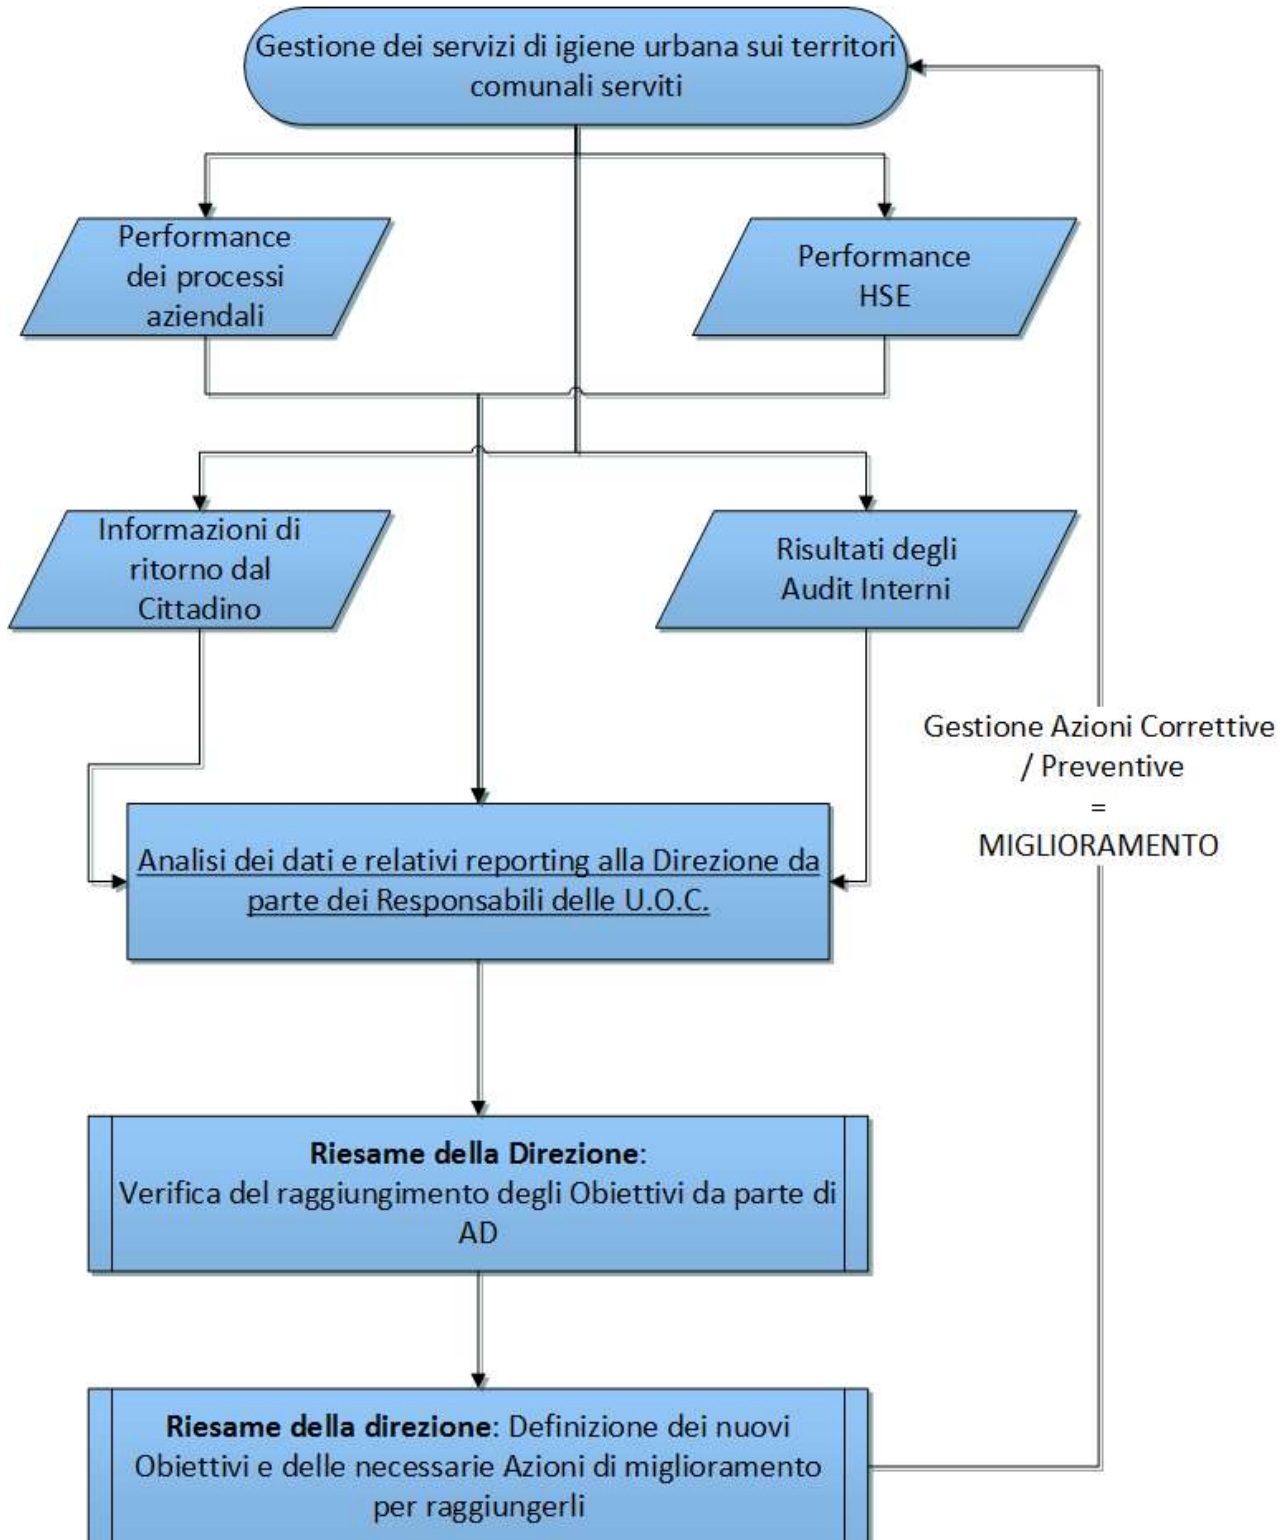 Gestione dei servizi di igiene urbana sui territori
comunali serviti
Performance
dei processi
aziendali
Performance
HSE
Informazioni di
ritorno dal
Cittadino
Risultati degli
Audit Interni
Gestione Azioni Correttive
/ Preventive
=
MIGLIORAMENTO
Analisi dei dati e relativi reporting alla Direzione da
parte dei Responsabili delle U.O.C.
Riesame della Direzione:
Verifica del raggiungimento degli Obiettivi da parte di
AD
Riesame della direzione: Definizione dei nuovi
Obiettivi e delle necessarie Azioni di miglioramento
per raggiungerli